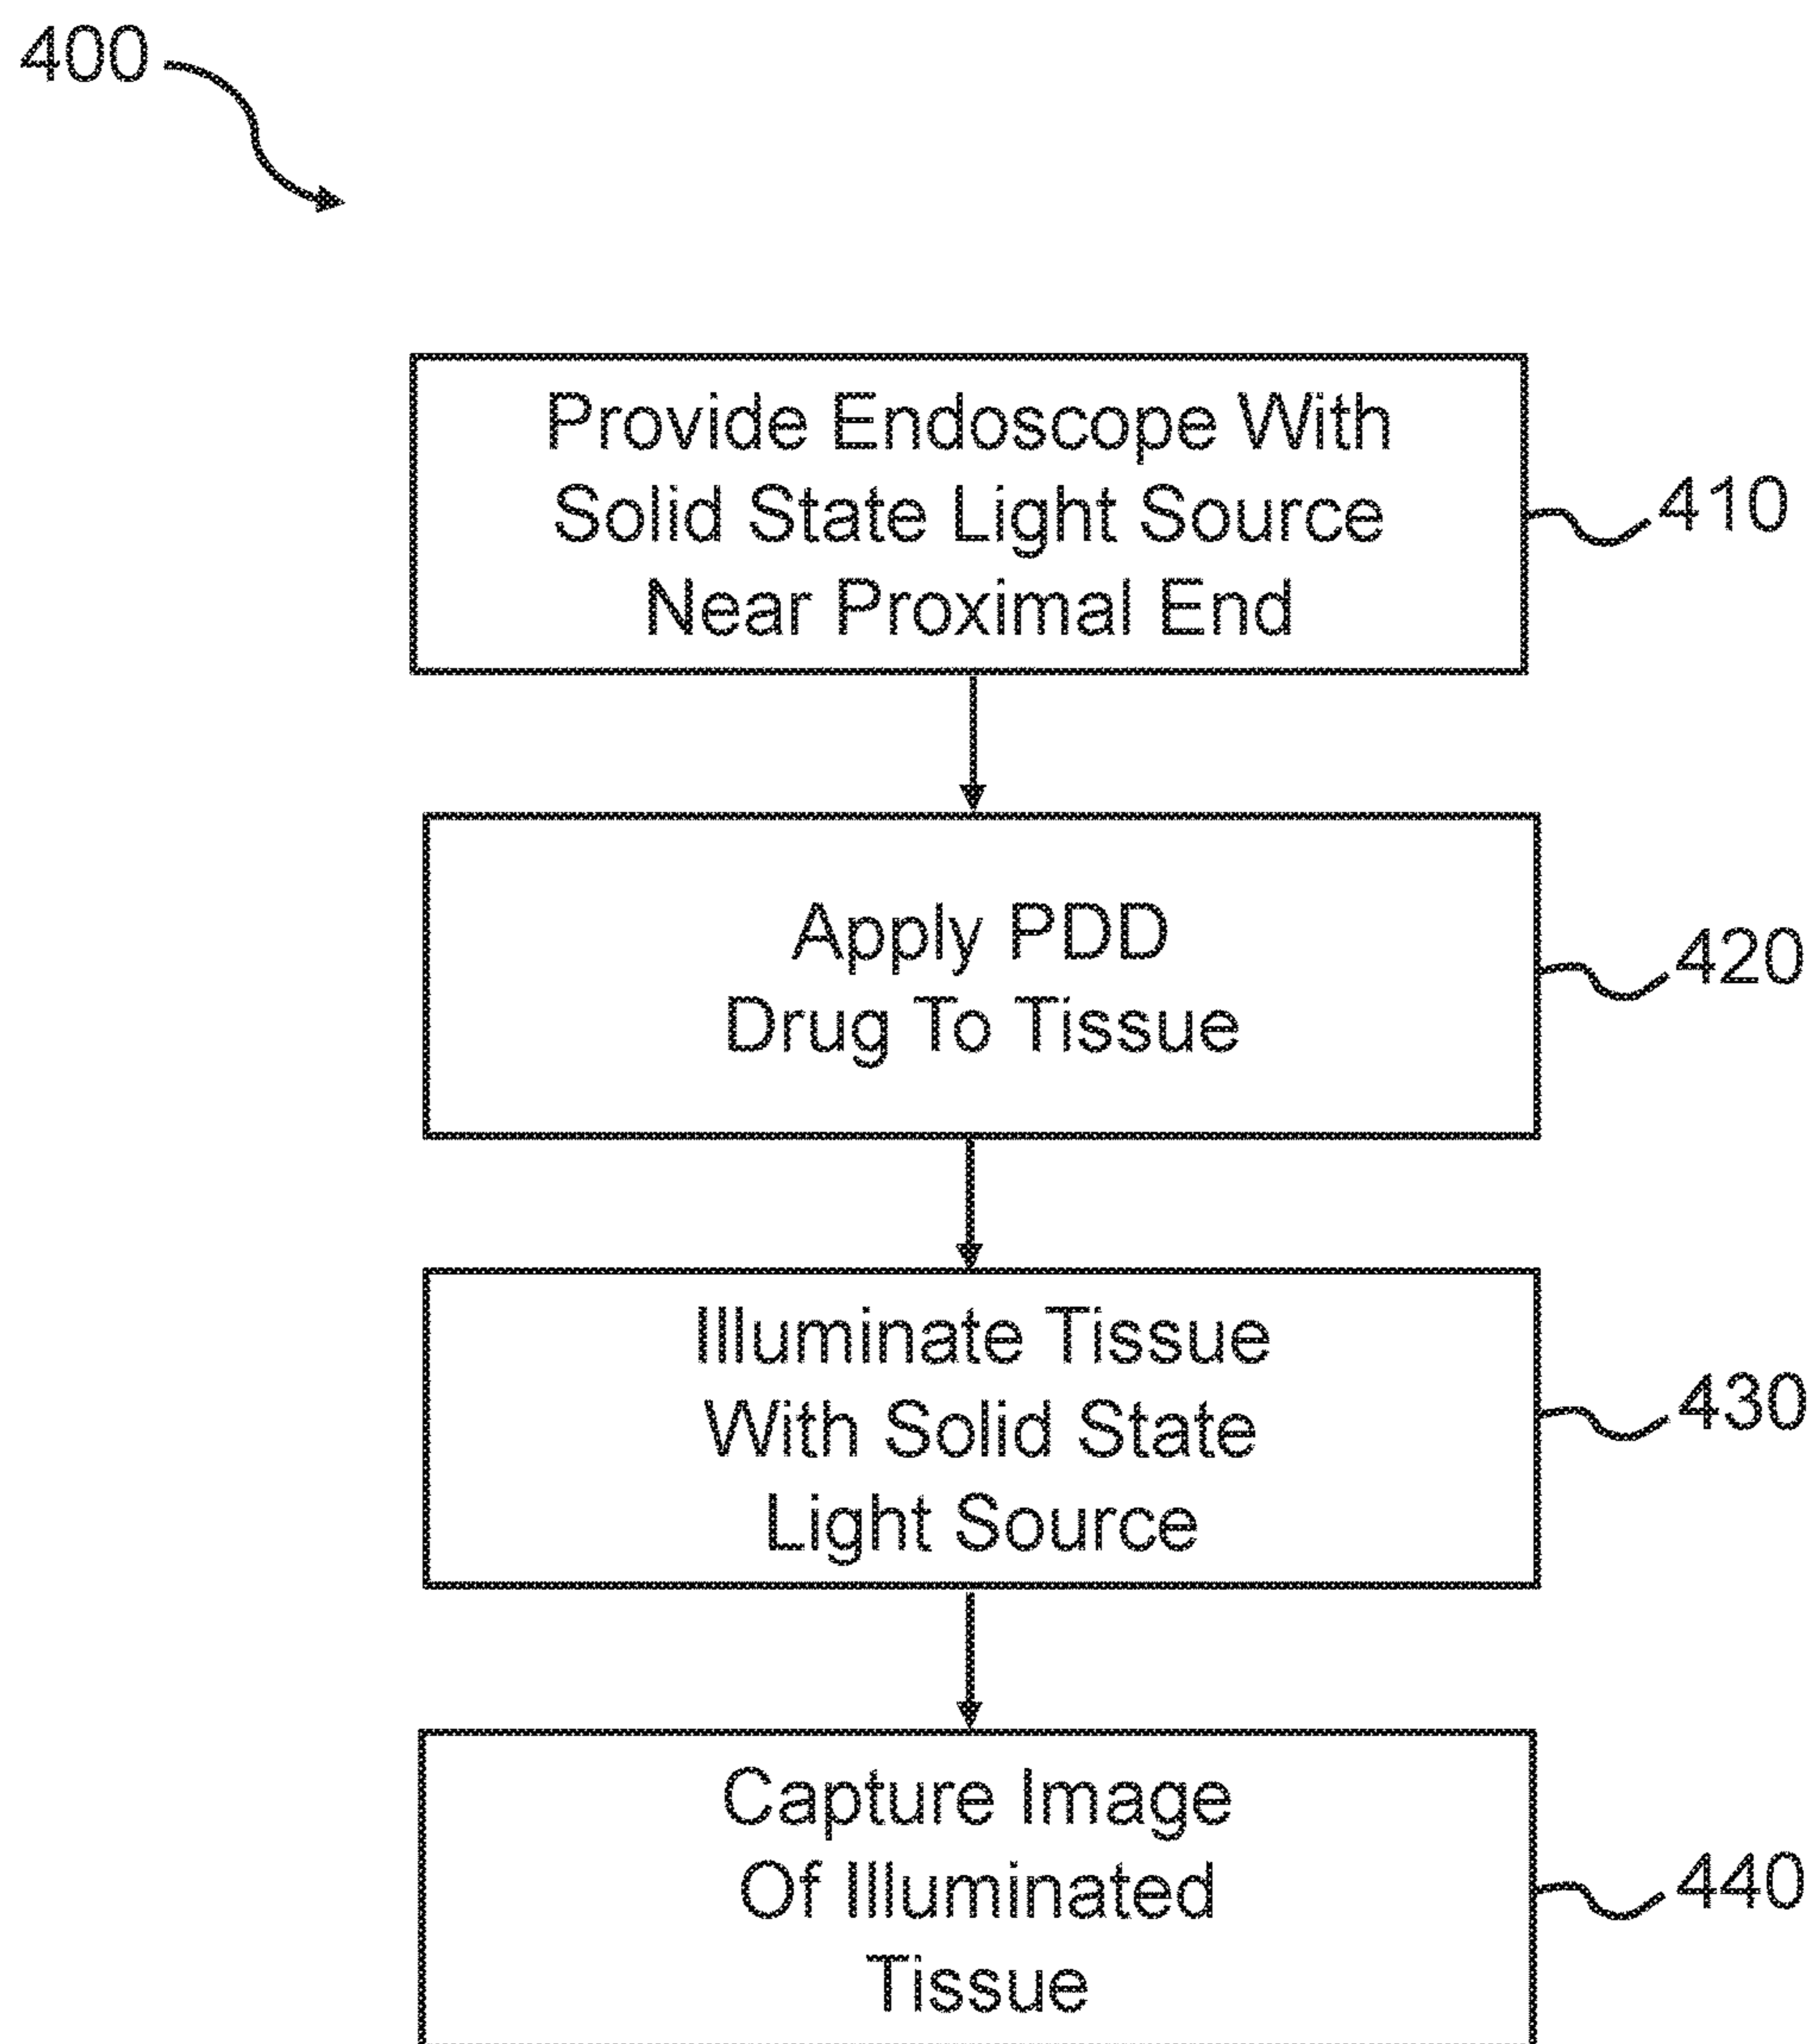 400
Provide Endoscope With
Solid State Light Source
Near Proximal End
410
Apply PDD
Drug To Tissue
420
Illuminate Tissue
With Solid State
Light Source
430
Capture Image
Of Illuminated
Tissue
440